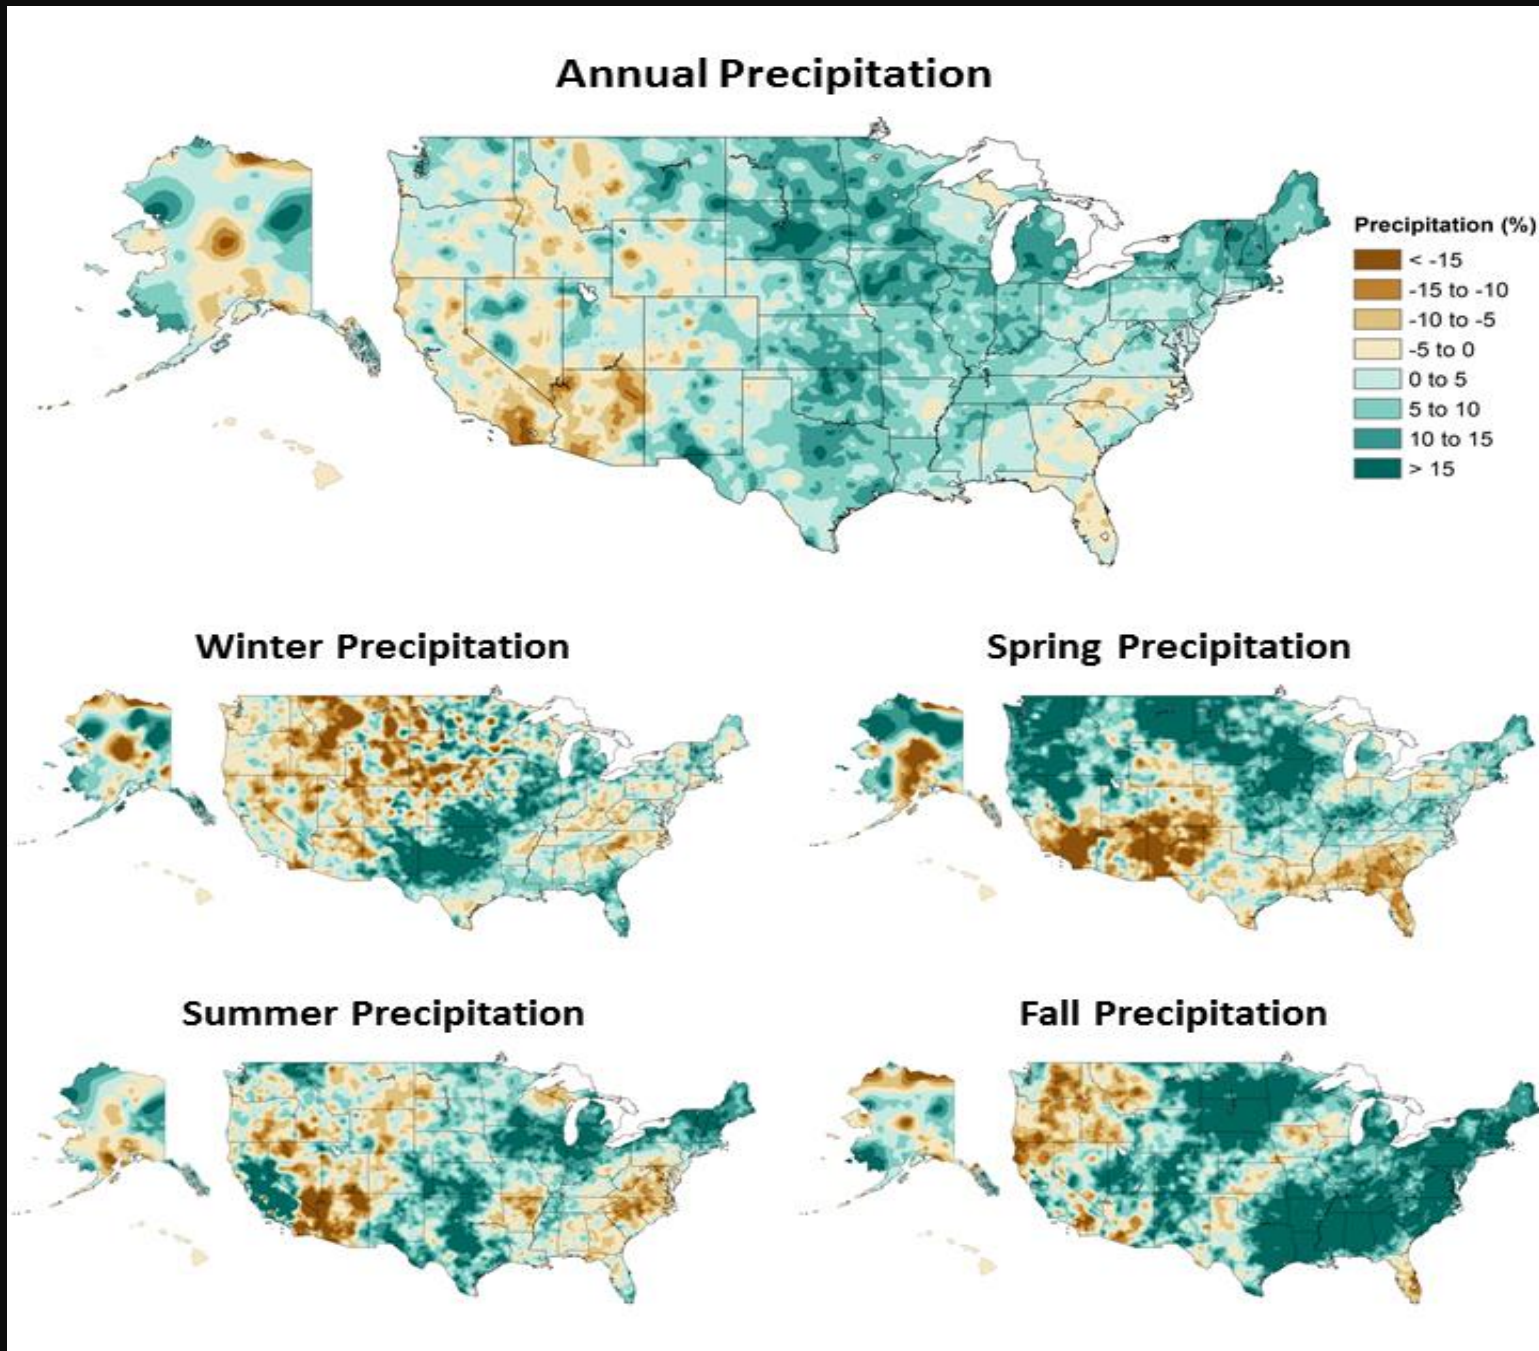 Annual Precipitation
Precipitation (%)
< -15
-15 to -10
-10 to -5
-5 to 0
0 to 5
5 to 10
10 to 15
> 15
Winter Precipitation
Spring Precipitation
Summer Precipitation
Fall Precipitation